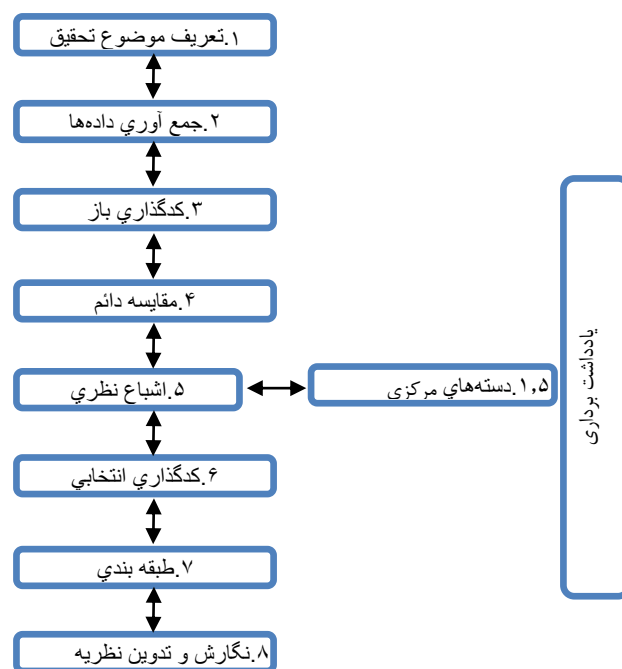 ۱.تعریف موضوع تحقیق
۲.جمع آوري داده‌ها
۳.کدگذاري باز
۴.مقایسه دائم
۵.اشباع نظري
۱,۵.دسته‌هاي مرکزي
یادداشت برداری
۶.کدگذاري انتخابي
۷.طبقه بندي
۸.نگارش و تدوین نظریه